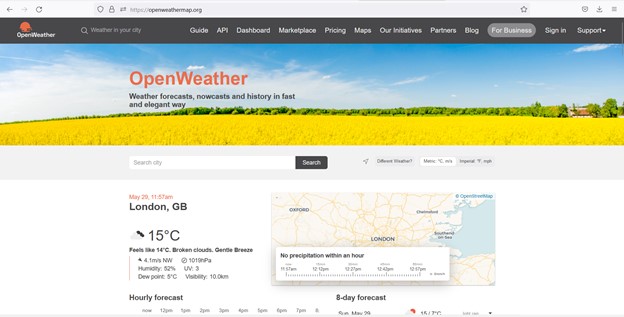 https://openweathermap.org
OpenWeather
Weather in your city
Guide API Dashboard Marketplace Pricing Maps Our Initiatives Partners Blog For Business Sign in Support
OpenWeather
Weather forecasts, nowcasts and history in fast
and elegant way
Search city
Search
Different Weather?
Metric: °C, m/s
Imperial: °F, mph
May 29, 11:57am
London, GB
15°C
Feels like 14°C. Broken clouds. Gentle Breeze
4.1m/s NW 1019hPa
Humidity: 52% UV: 3
Dew point: 5°C Visibility: 10.0km
© OpenStreetMap
OXFORD
Chelmsford
LONDON
Southend
on-Sea
No precipitation within an hour
now
11:57am 12:12pm 12:27pm 12:42pm 12:57pm
Hourly forecast
now 12pm 1pm 2pm 3pm 4pm 5pm 6pm 7pm 8
8-day forecast
Sun, May 29
15 / 7°C